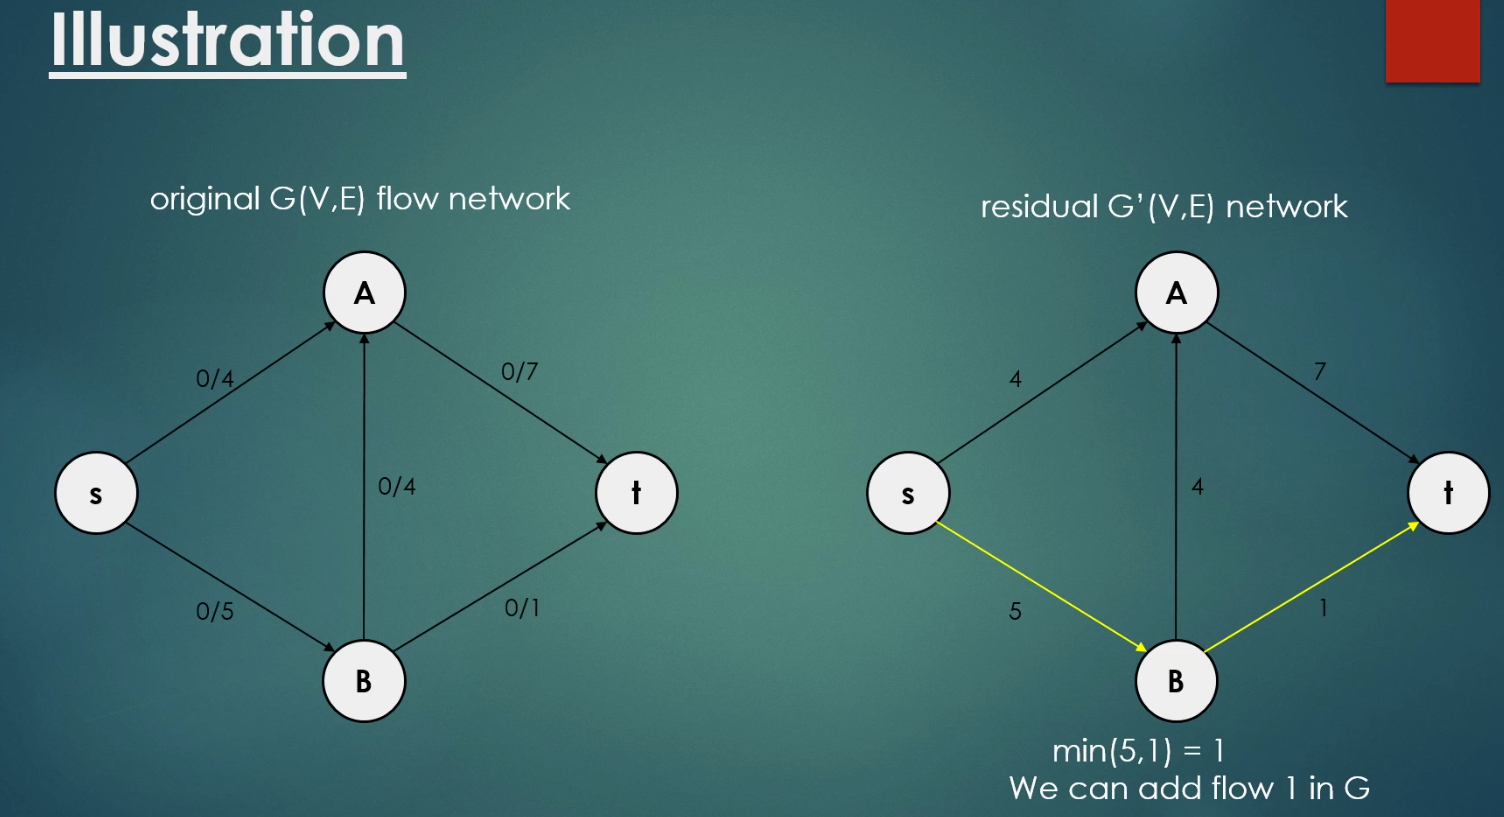 Illustration
original G(V,E) flow network
A
0/4
0/7
s
0/4
t
0/5
0/1
B
residual G'(V,E) network
A
4
7
s
4
t
5
1
B
min(5,1) = 1
We can add flow 1 in G